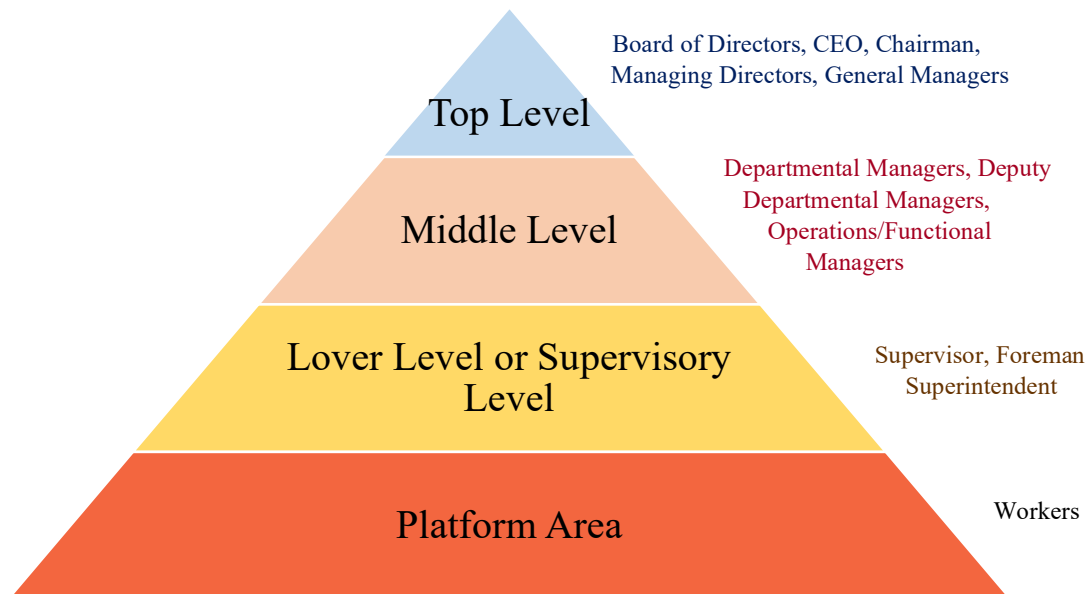 Board of Directors, CEO, Chairman,
Managing Directors, General Managers
Top Level
Departmental Managers, Deputy
Departmental Managers,
Operations/Functional
Managers
Middle Level
Lover Level or Supervisory
Level
Supervisor, Foreman
Superintendent
Platform Area
Workers